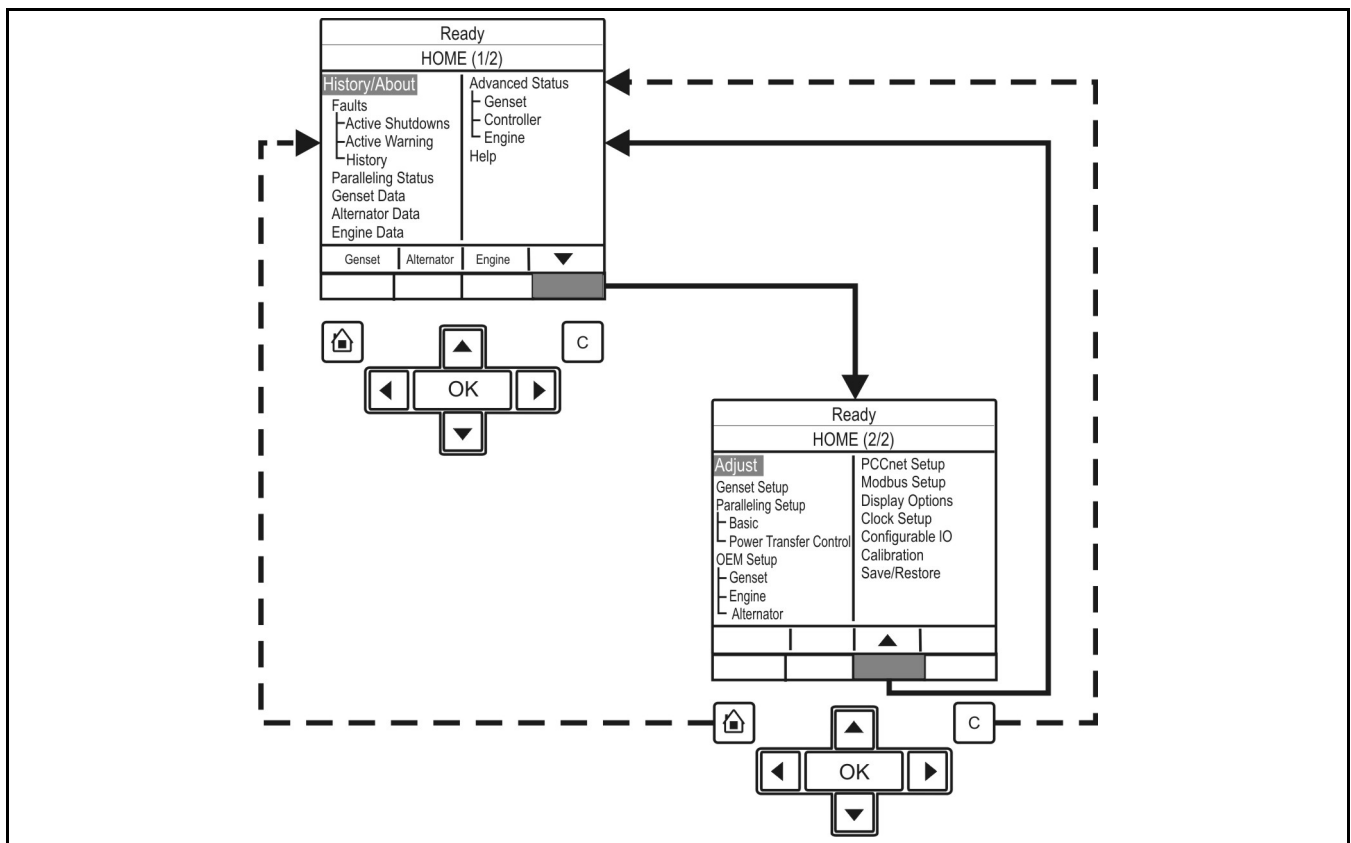 Ready
HOME (1/2)
History/About
Faults
Active Shutdowns
Active Warning
History
Paralleling Status
Genset Data
Alternator Data
Engine Data
Advanced Status
Genset
Controller
Engine
Help
Genset Alternator Engine
C
OK
Ready
HOME (2/2)
Adjust
Genset Setup
Paralleling Setup
Basic
Power Transfer Control
OEM Setup
Genset
Engine
Alternator
PCCnet Setup
Modbus Setup
Display Options
Clock Setup
Configurable IO
Calibration
Save/Restore
C
OK